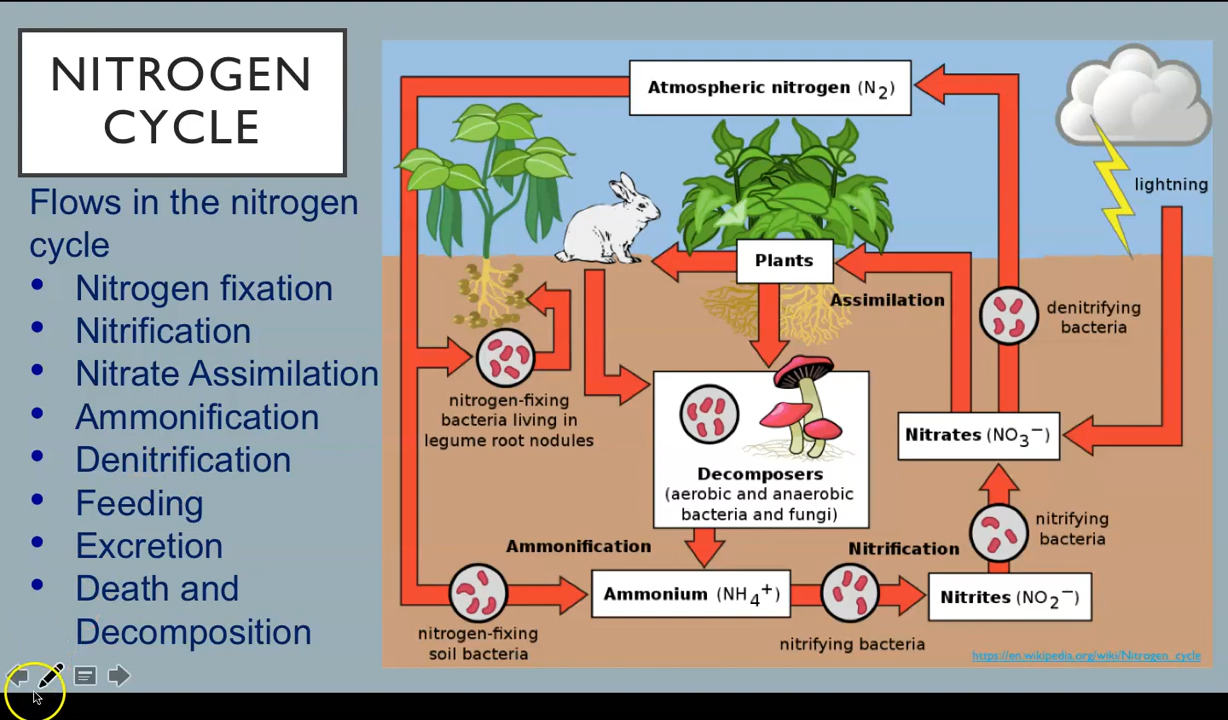 NITROGEN
CYCLE
Flows in the nitrogen
cycle
• Nitrogen fixation
• Nitrification
• Nitrate Assimilation
• Ammonification
• Denitrification
• Feeding
• Excretion
• Death and
Decomposition
Atmospheric nitrogen (N₂)
lightning
Plants
Assimilation
denitrifying
bacteria
nitrogen-fixing
bacteria living in
legume root nodules
Nitrates (NO₃⁻)
Decomposers
(aerobic and anaerobic
bacteria and fungi)
nitrifying
bacteria
Ammonification
Nitrification
Ammonium (NH₄⁺)
Nitrites (NO₂⁻)
nitrogen-fixing
soil bacteria
nitrifying bacteria
https://en.wikipedia.org/wiki/Nitrogen_cycle